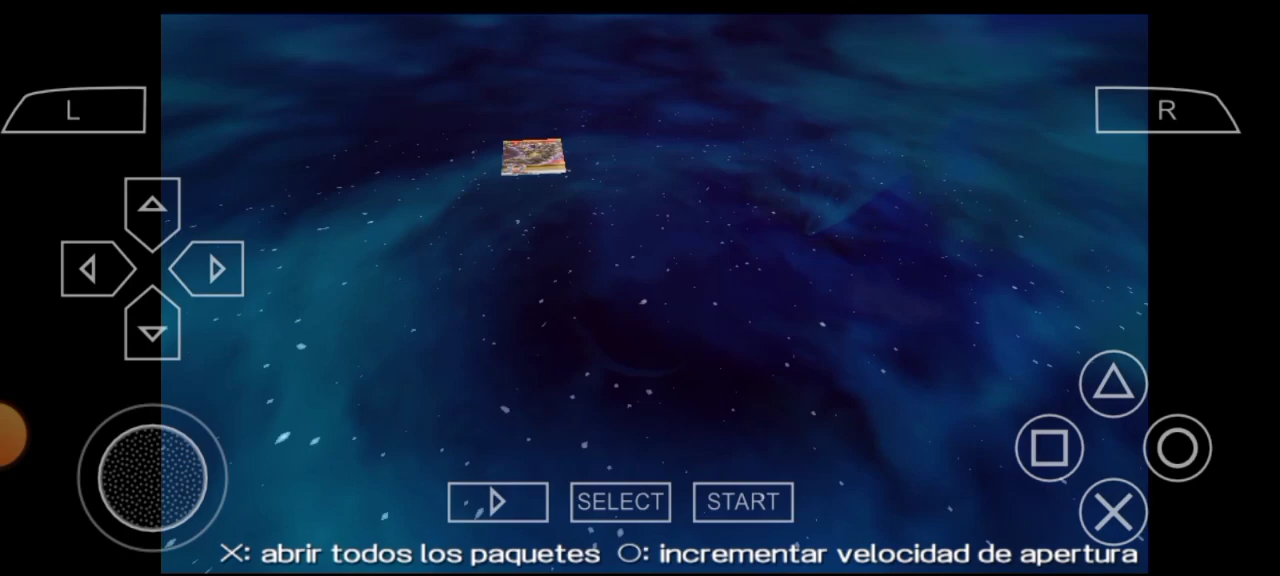 L
R
SELECT
START
X: abrir todos los paquetes O: incrementar velocidad de apertura